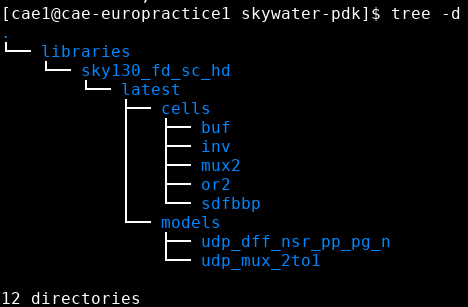 [cae1@cae-europractice1 skywater-pdk]$ tree -d
.
└── libraries
    └── sky130_fd_sc_hd
        └── latest
            ├── cells
            │   ├── buf
            │   ├── inv
            │   ├── mux2
            │   ├── or2
            │   └── sdfbbp
            └── models
                ├── udp_dff_nsr_pp_pg_n
                └── udp_mux_2to1

12 directories